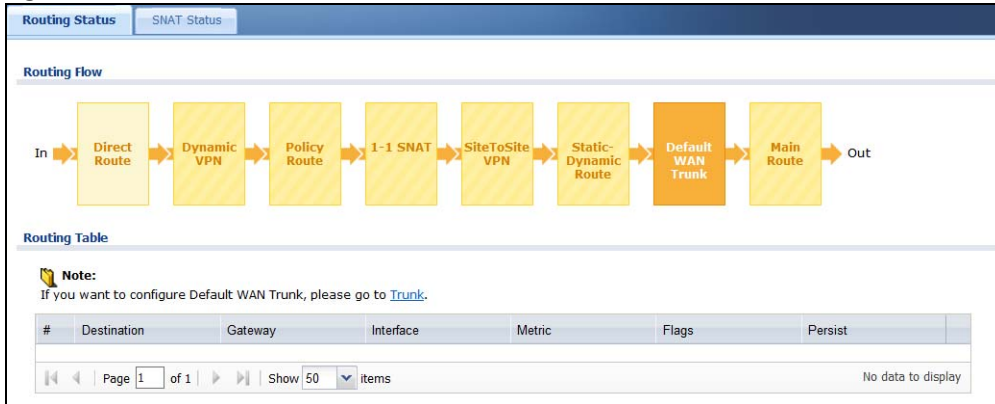 Routing Status SNAT Status
Routing Flow
In Direct Route Dynamic VPN Policy Route 1-1 SNAT SiteToSite VPN Static-Dynamic Route Default WAN Trunk Main Route Out
Routing Table
Note:
If you want to configure Default WAN Trunk, please go to Trunk.
# Destination Gateway Interface Metric Flags Persist
Page 1 of 1 Show 50 items No data to display